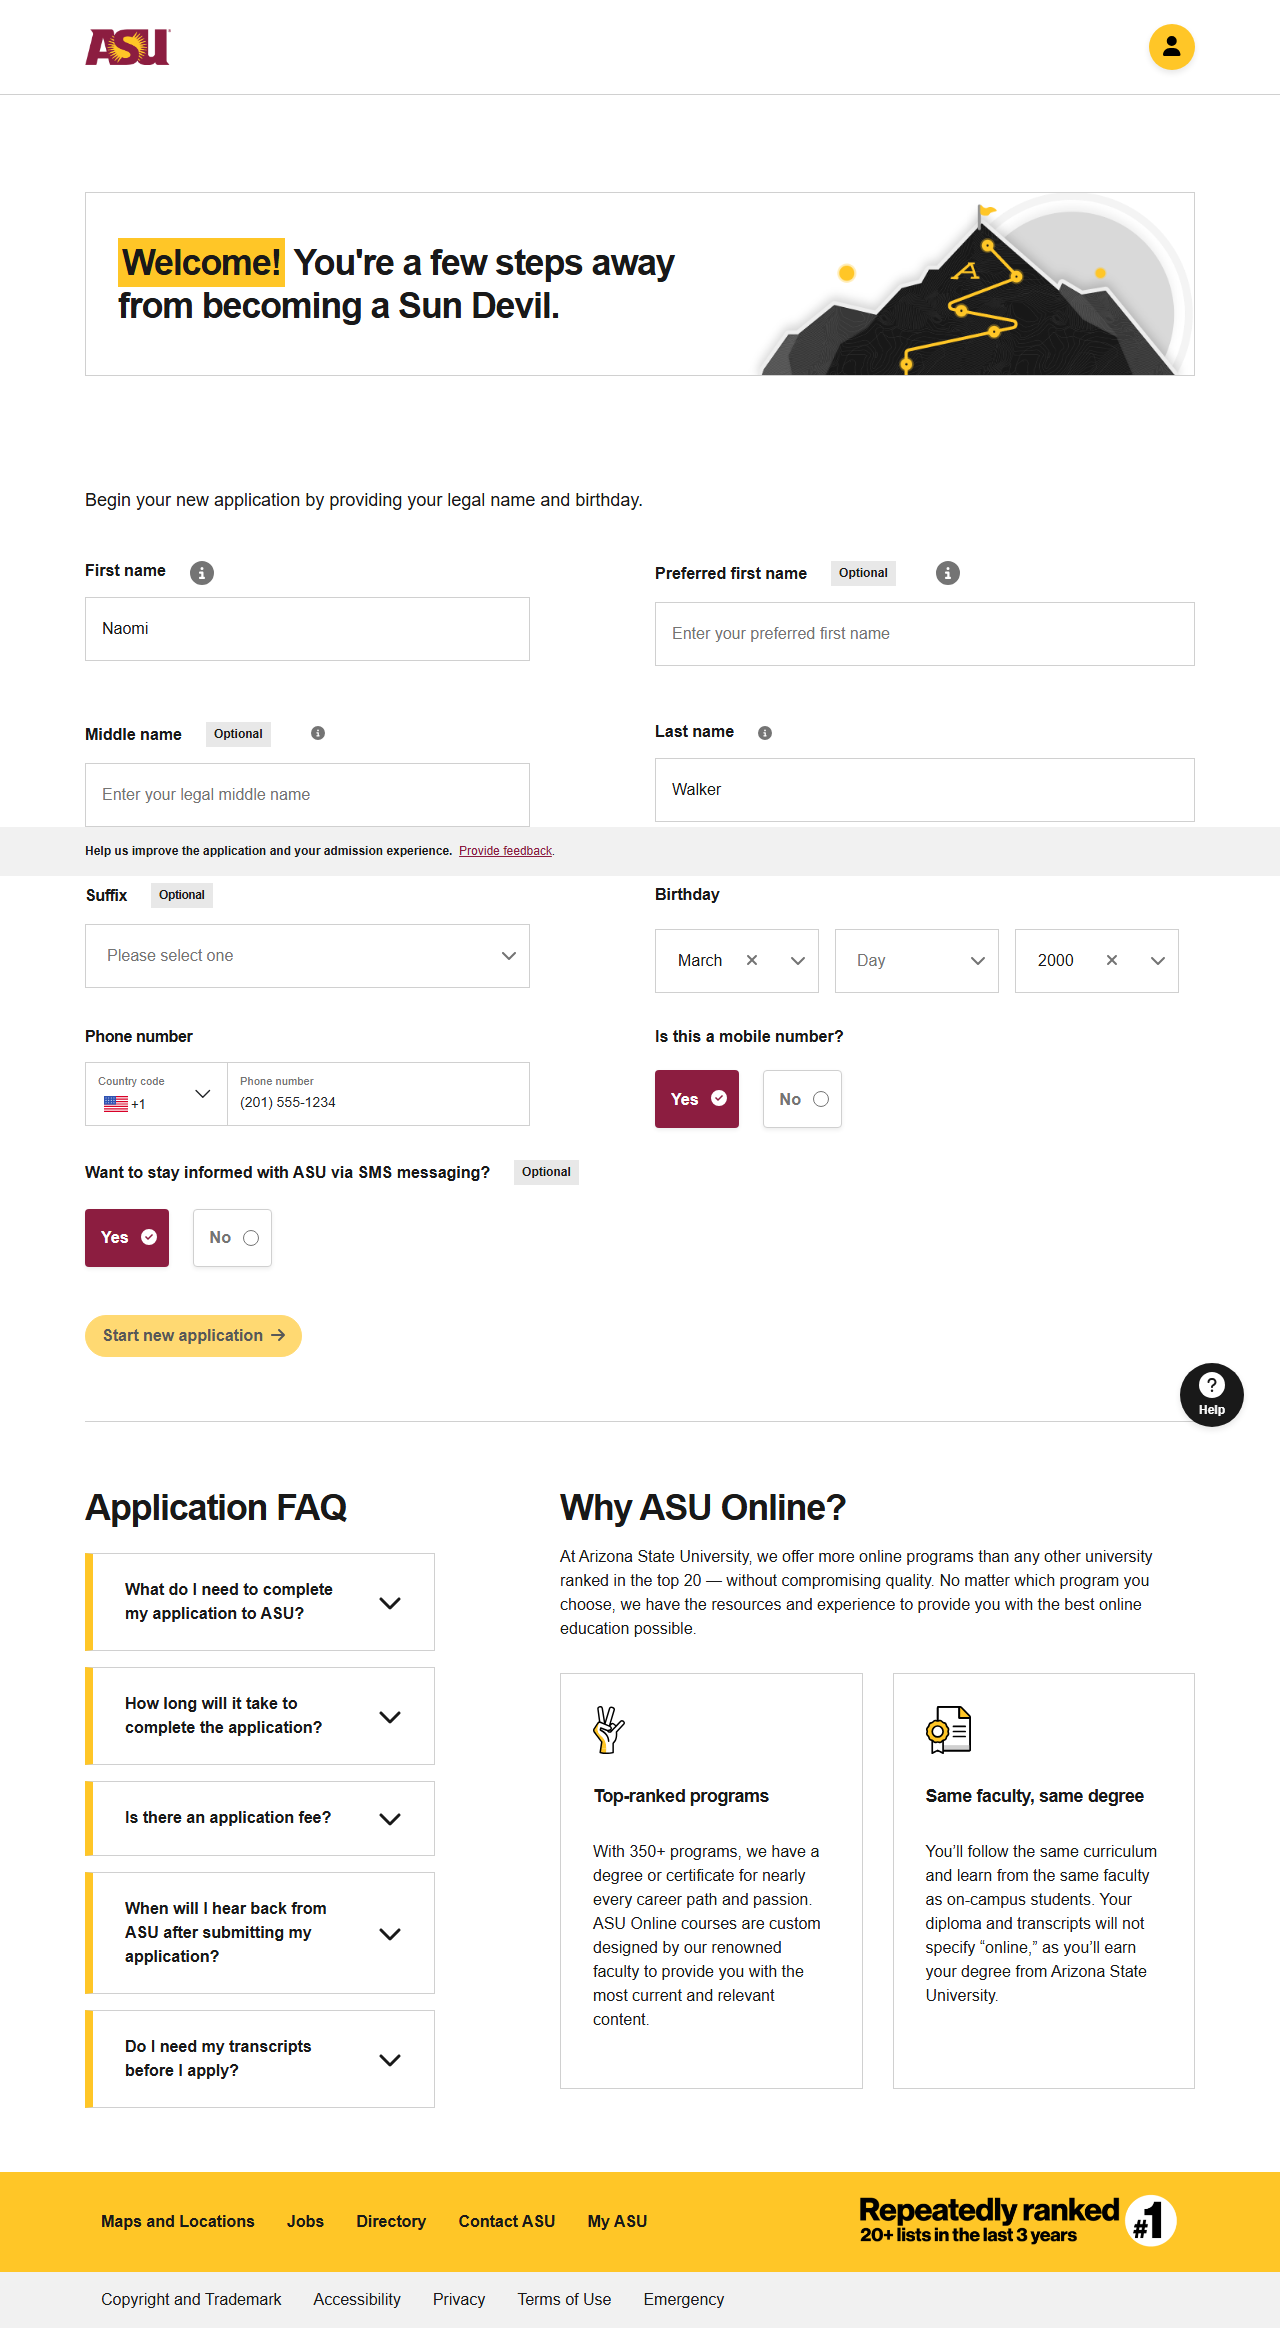 ASU
Welcome! You're a few steps away
from becoming a Sun Devil.
A
Begin your new application by providing your legal name and birthday.
First name
Naomi
Preferred first name Optional
Enter your preferred first name
Middle name Optional
Enter your legal middle name
Last name
Walker
Help us improve the application and your admission experience. Provide feedback.
Suffix Optional
Please select one
Birthday
March Day 2000
Phone number
Country code
+1
Phone number
(201) 555-1234
Is this a mobile number?
Yes No
Want to stay informed with ASU via SMS messaging? Optional
Yes No
Start new application
Help
Application FAQ
What do I need to complete
my application to ASU?
How long will it take to
complete the application?
Is there an application fee?
When will I hear back from
ASU after submitting my
application?
Do I need my transcripts
before I apply?
Why ASU Online?
At Arizona State University, we offer more online programs than any other university
ranked in the top 20 — without compromising quality. No matter which program you
choose, we have the resources and experience to provide you with the best online
education possible.
Top-ranked programs
With 350+ programs, we have a
degree or certificate for nearly
every career path and passion.
ASU Online courses are custom
designed by our renowned
faculty to provide you with the
most current and relevant
content.
Same faculty, same degree
You’ll follow the same curriculum
and learn from the same faculty
as on-campus students. Your
diploma and transcripts will not
specify “online,” as you’ll earn
your degree from Arizona State
University.
Maps and Locations Jobs Directory Contact ASU My ASU
Repeatedly ranked
20+ lists in the last 3 years
#1
Copyright and Trademark Accessibility Privacy Terms of Use Emergency